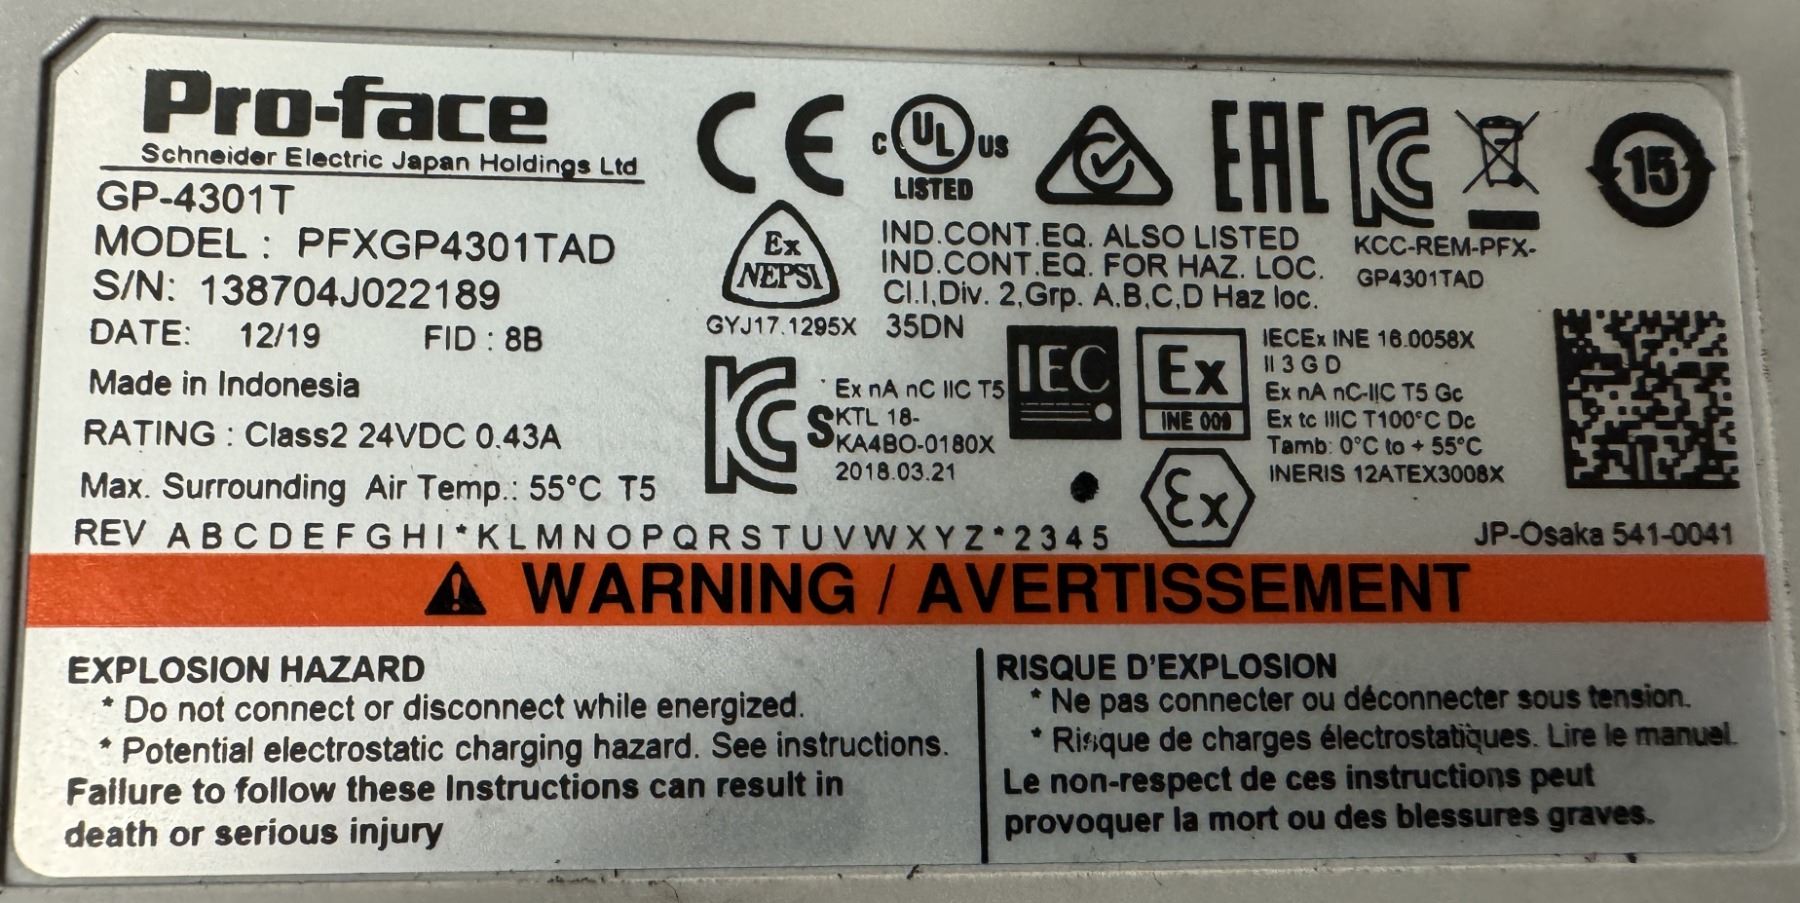 Pro-face
Schneider Electric Japan Holdings Ltd
GP-4301T
MODEL : PFXGP4301TAD
S/N: 138704J022189
DATE: 12/19 FID : 8B
Made in Indonesia
RATING : Class2 24VDC 0.43A
Max. Surrounding Air Temp.: 55°C T5
REV A B C D E F G H I * K L M N O P Q R S T U V W X Y Z * 2 3 4 5
CE
C UL US
LISTED
EAC
KC
15
Ex
NEPSI
GYJ17.1295X
IND.CONT.EQ. ALSO LISTED
IND.CONT.EQ. FOR HAZ. LOC.
Cl.I,Div. 2,Grp. A,B,C,D Haz loc.
35DN
KCC-REM-PFX-
GP4301TAD
KCs
Ex nA nC IIC T5
KTL 18-
KA4BO-0180X
2018.03.21
IEC
Ex
INE 009
IECEx INE 16.0058X
II 3 G D
Ex nA nC IIC T5 Gc
Ex tc IIIC T100°C Dc
Tamb: 0°C to + 55°C
INERIS 12ATEX3008X
Ex
JP-Osaka 541-0041
WARNING / AVERTISSEMENT
EXPLOSION HAZARD
* Do not connect or disconnect while energized.
* Potential electrostatic charging hazard. See instructions.
Failure to follow these Instructions can result in
death or serious injury
RISQUE D'EXPLOSION
* Ne pas connecter ou déconnecter sous tension.
* Risque de charges électrostatiques. Lire le manuel.
Le non-respect de ces instructions peut
provoquer la mort ou des blessures graves.